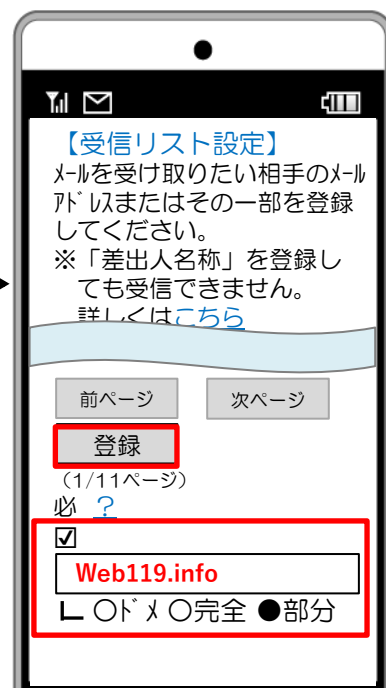 【受信リスト設定】
ﾒｰﾙを受け取りたい相手のﾒｰﾙ
ｱﾄﾞﾚｽまたはその一部を登録
してください。
※「差出人名称」を登録し
ても受信できません。
詳しくはこちら
前ページ
次ページ
登録
(1/11ページ)
必 ?
☑
Web119.info
┗ ○ﾄﾞﾒ ○完全 ●部分